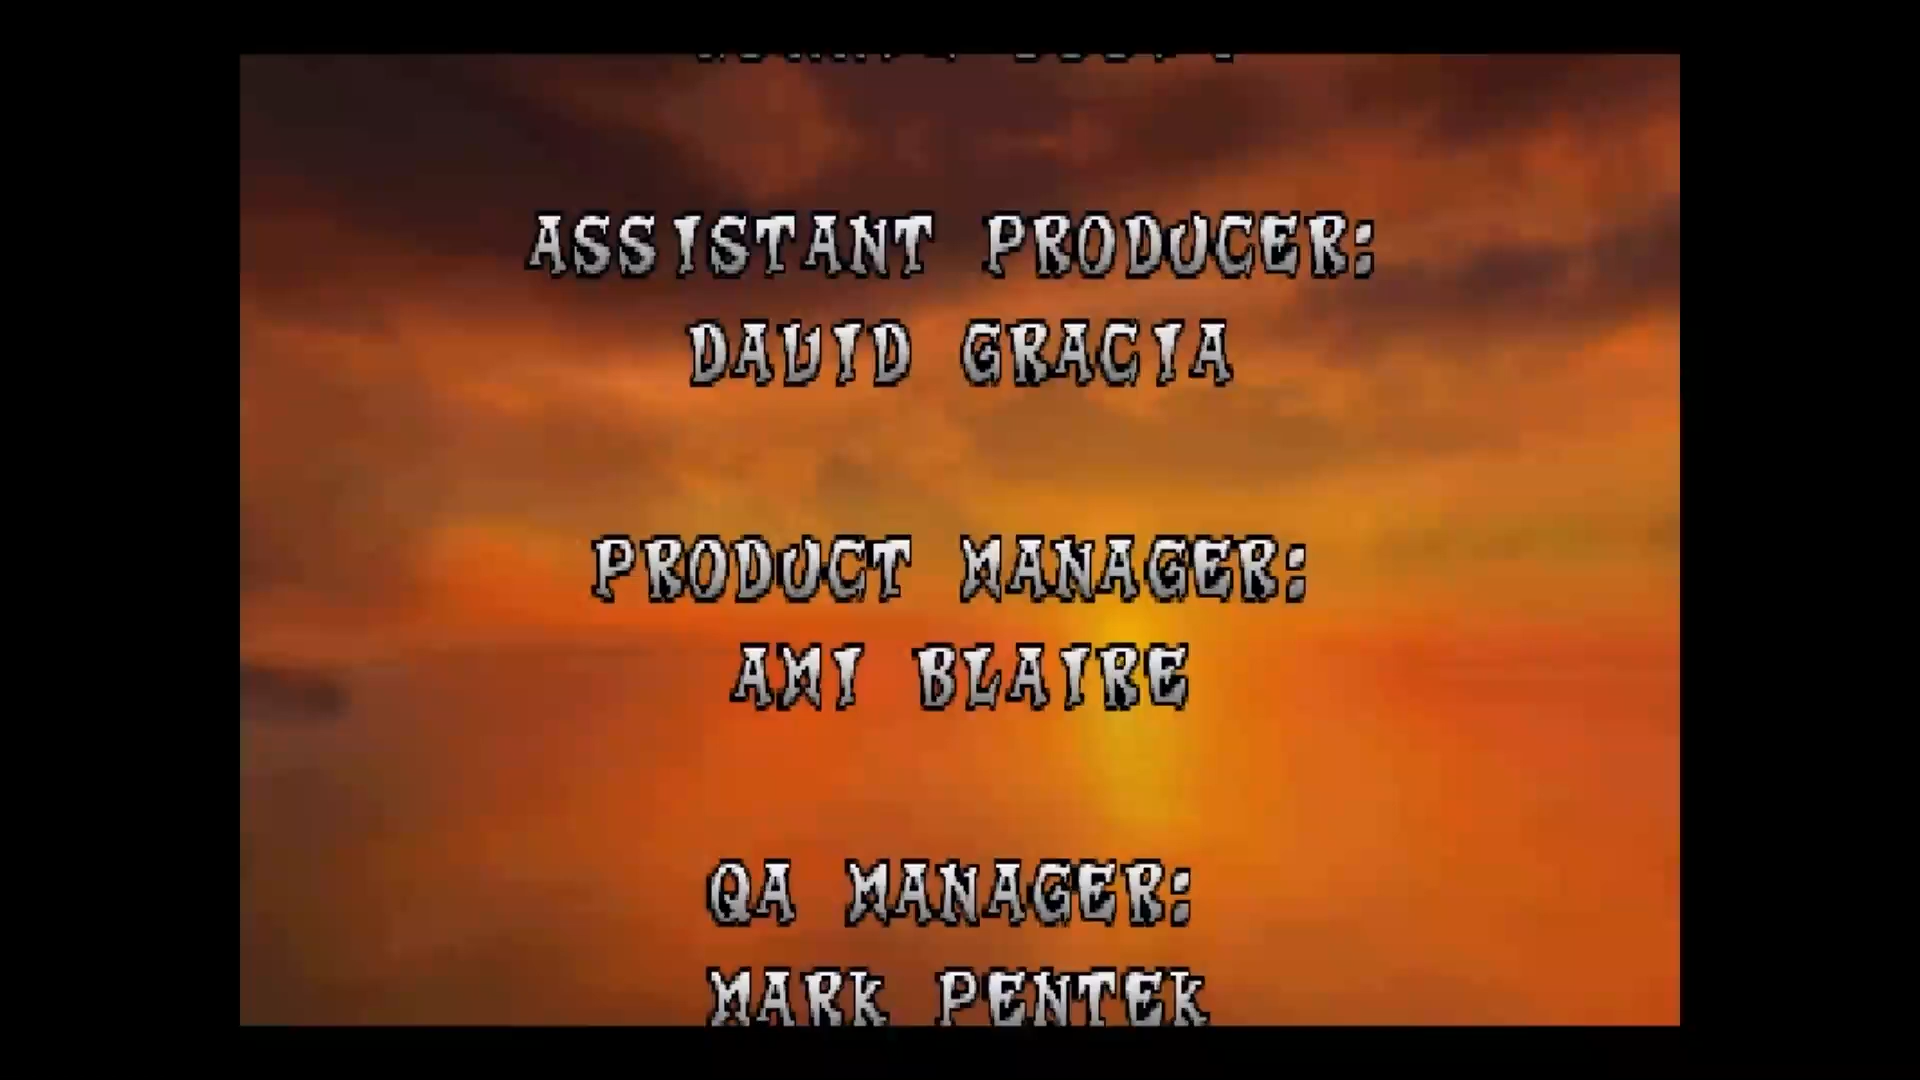 ASSISTANT PRODUCER:
DAVID GRACIA
PRODUCT MANAGER:
AMI BLAIRE
QA MANAGER:
MARK PENTEK